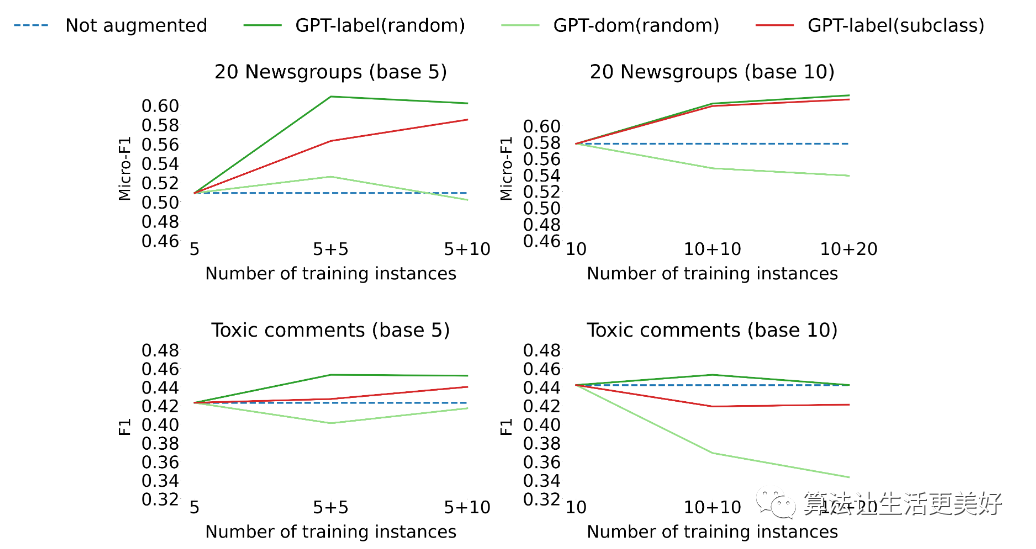 Not augmented GPT-label(random) GPT-dom(random) GPT-label(subclass)
20 Newsgroups (base 5)
Micro-F1
0.60
0.58
0.56
0.54
0.52
0.50
0.48
0.46
5 5+5 5+10
Number of training instances
20 Newsgroups (base 10)
Micro-F1
0.60
0.58
0.56
0.54
0.52
0.50
0.48
0.46
10 10+10 10+20
Number of training instances
Toxic comments (base 5)
F1
0.48
0.46
0.44
0.42
0.40
0.38
0.36
0.34
0.32
5 5+5 5+10
Number of training instances
Toxic comments (base 10)
F1
0.48
0.46
0.44
0.42
0.40
0.38
0.36
0.34
0.32
10 10+10 10+20
Number of training instances
算法让生活更美好